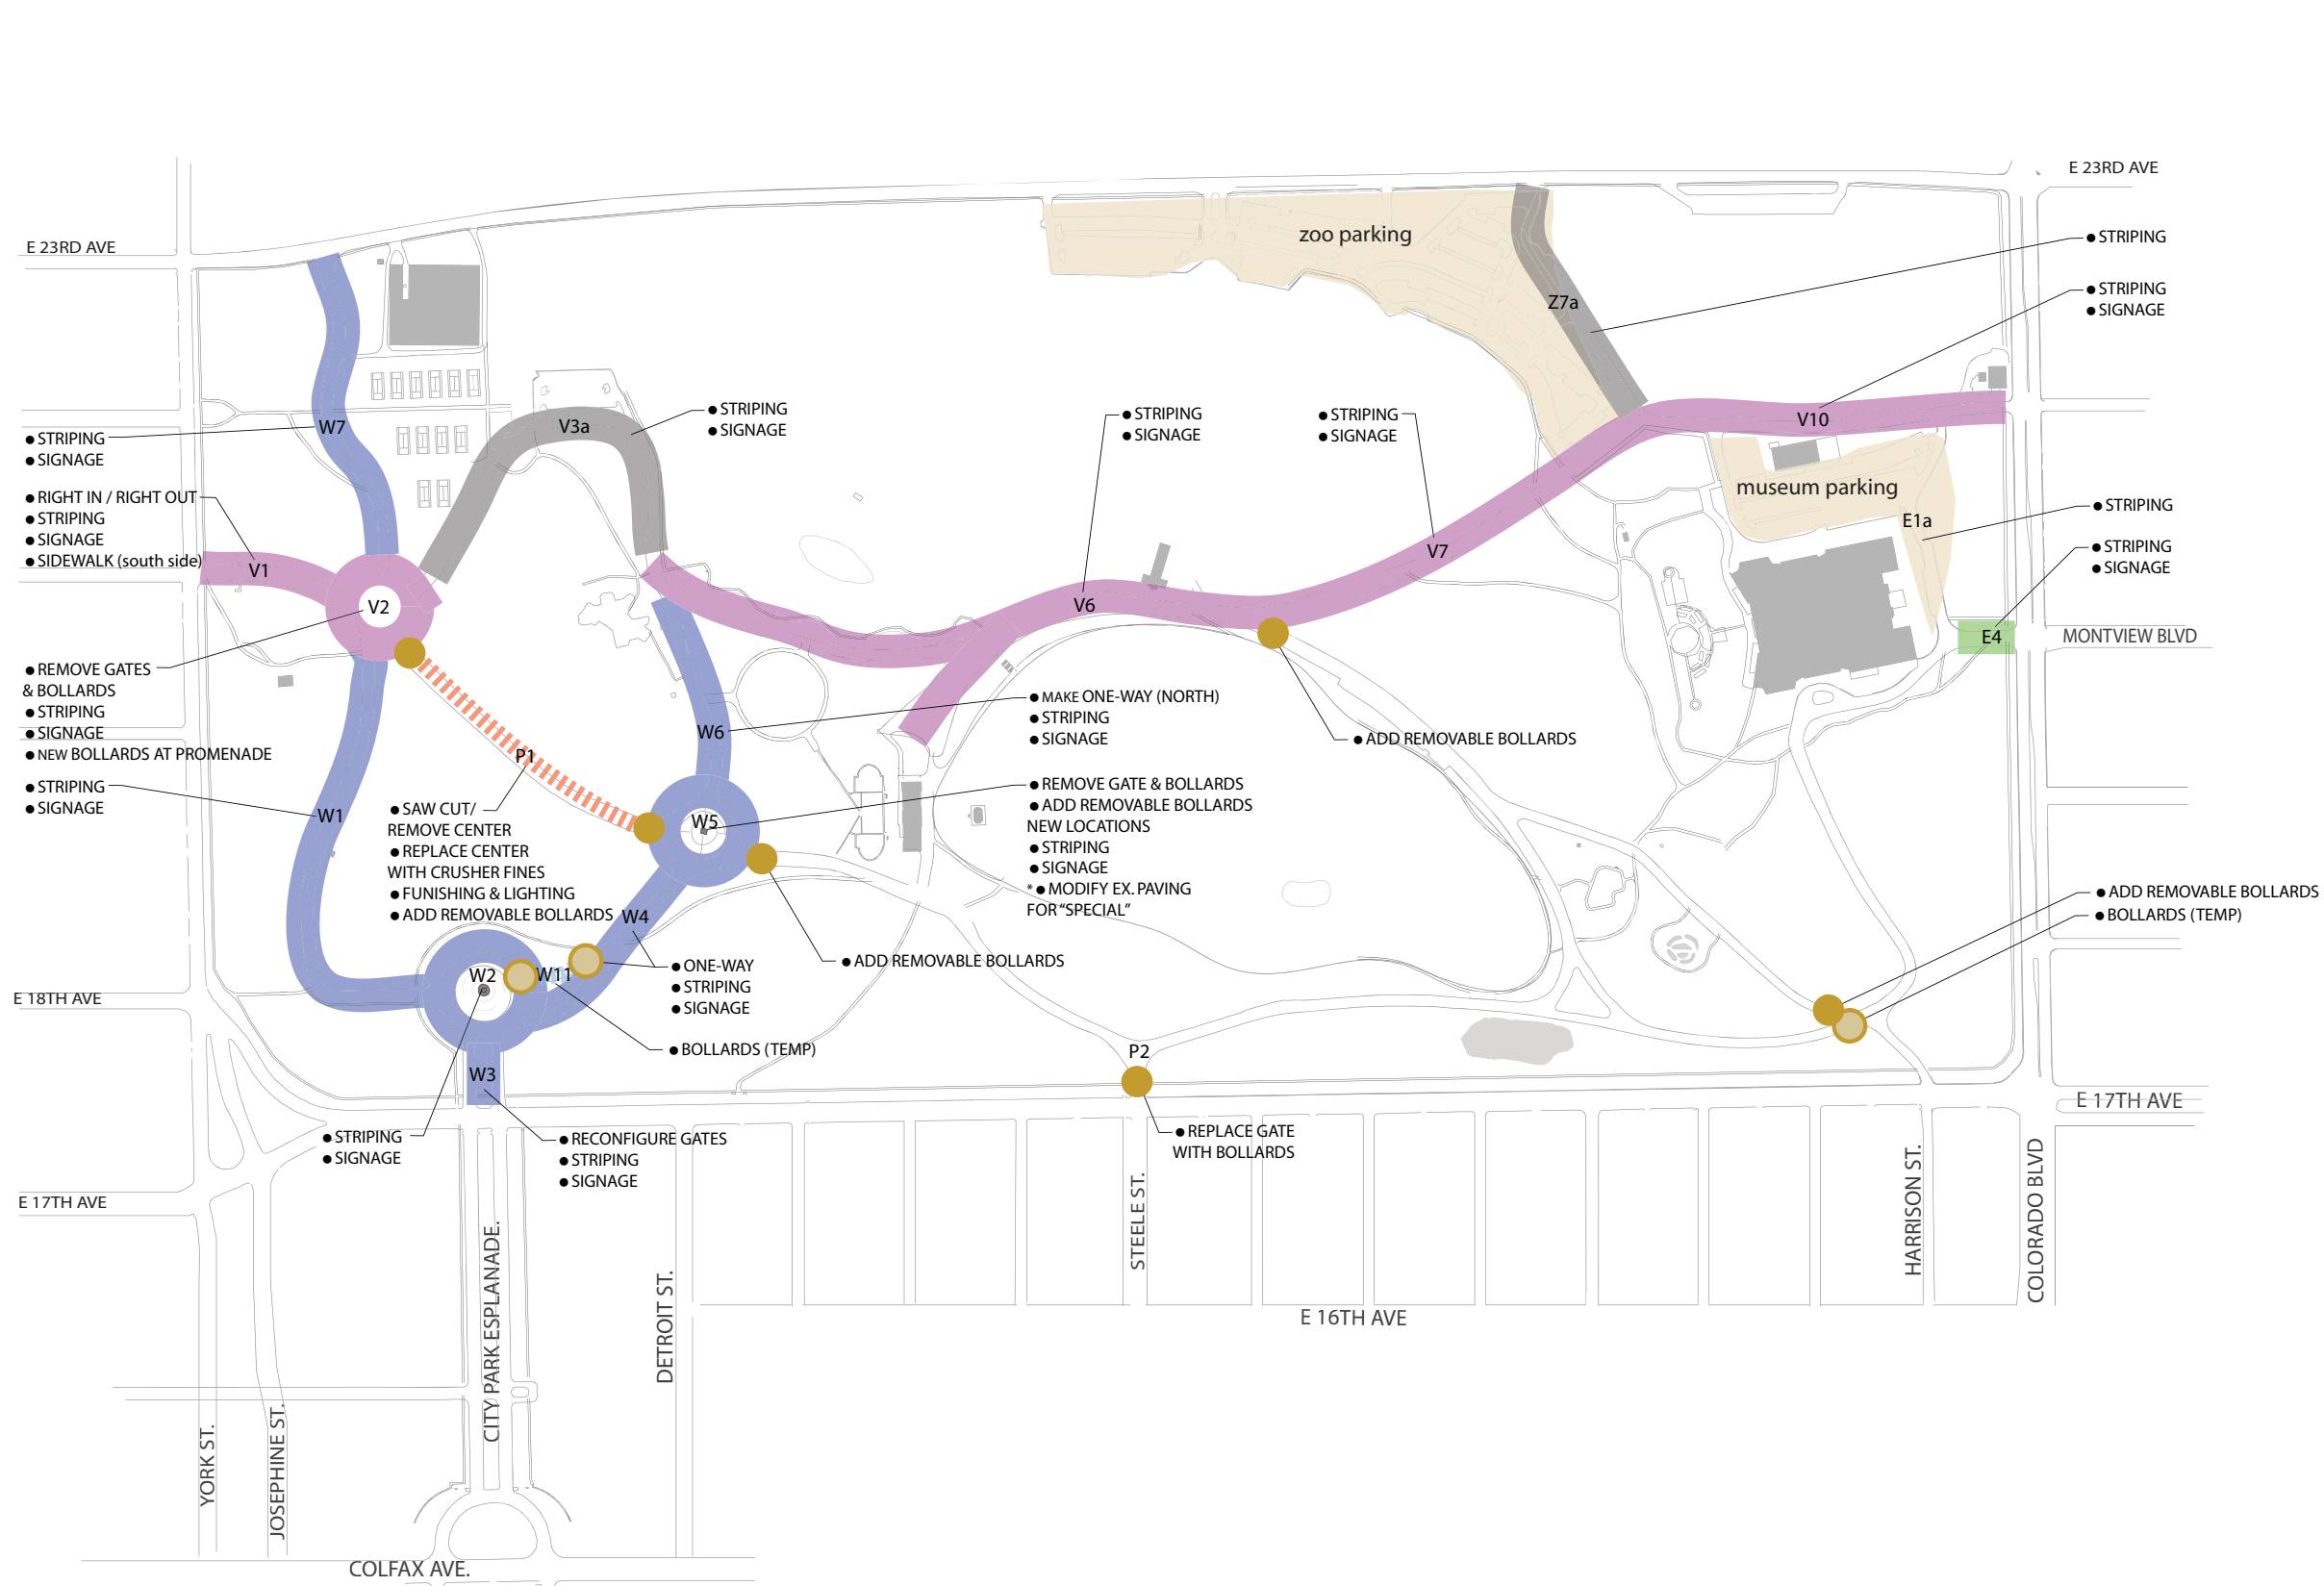 E 23RD AVE
E 23RD AVE
zoo parking
● STRIPING
Z7a
● STRIPING
● SIGNAGE
V3a
● STRIPING
● SIGNAGE
● STRIPING
● SIGNAGE
● STRIPING
● SIGNAGE
V10
W7
● STRIPING
● SIGNAGE
museum parking
● RIGHT IN / RIGHT OUT
● STRIPING
● SIGNAGE
● SIDEWALK (south side)
V1
E1a
● STRIPING
● STRIPING
● SIGNAGE
V7
V2
V6
E4
MONTVIEW BLVD
● REMOVE GATES
& BOLLARDS
● STRIPING
● SIGNAGE
● NEW BOLLARDS AT PROMENADE
● MAKE ONE-WAY (NORTH)
● STRIPING
● SIGNAGE
W6
● ADD REMOVABLE BOLLARDS
P1
● STRIPING
● SIGNAGE
W1
● REMOVE GATE & BOLLARDS
● ADD REMOVABLE BOLLARDS
NEW LOCATIONS
● STRIPING
● SIGNAGE
* ● MODIFY EX. PAVING
FOR “SPECIAL”
W5
● SAW CUT/
REMOVE CENTER
● REPLACE CENTER
WITH CRUSHER FINES
● FUNISHING & LIGHTING
● ADD REMOVABLE BOLLARDS
W4
● ADD REMOVABLE BOLLARDS
● BOLLARDS (TEMP)
● ADD REMOVABLE BOLLARDS
W2
W11
● ONE-WAY
● STRIPING
● SIGNAGE
E 18TH AVE
● BOLLARDS (TEMP)
P2
W3
E 17TH AVE
● STRIPING
● SIGNAGE
● RECONFIGURE GATES
● STRIPING
● SIGNAGE
● REPLACE GATE
WITH BOLLARDS
E 17TH AVE
STEELE ST.
HARRISON ST.
COLORADO BLVD
E 16TH AVE
CITY PARK ESPLANADE.
DETROIT ST.
YORK ST.
JOSEPHINE ST.
COLFAX AVE.